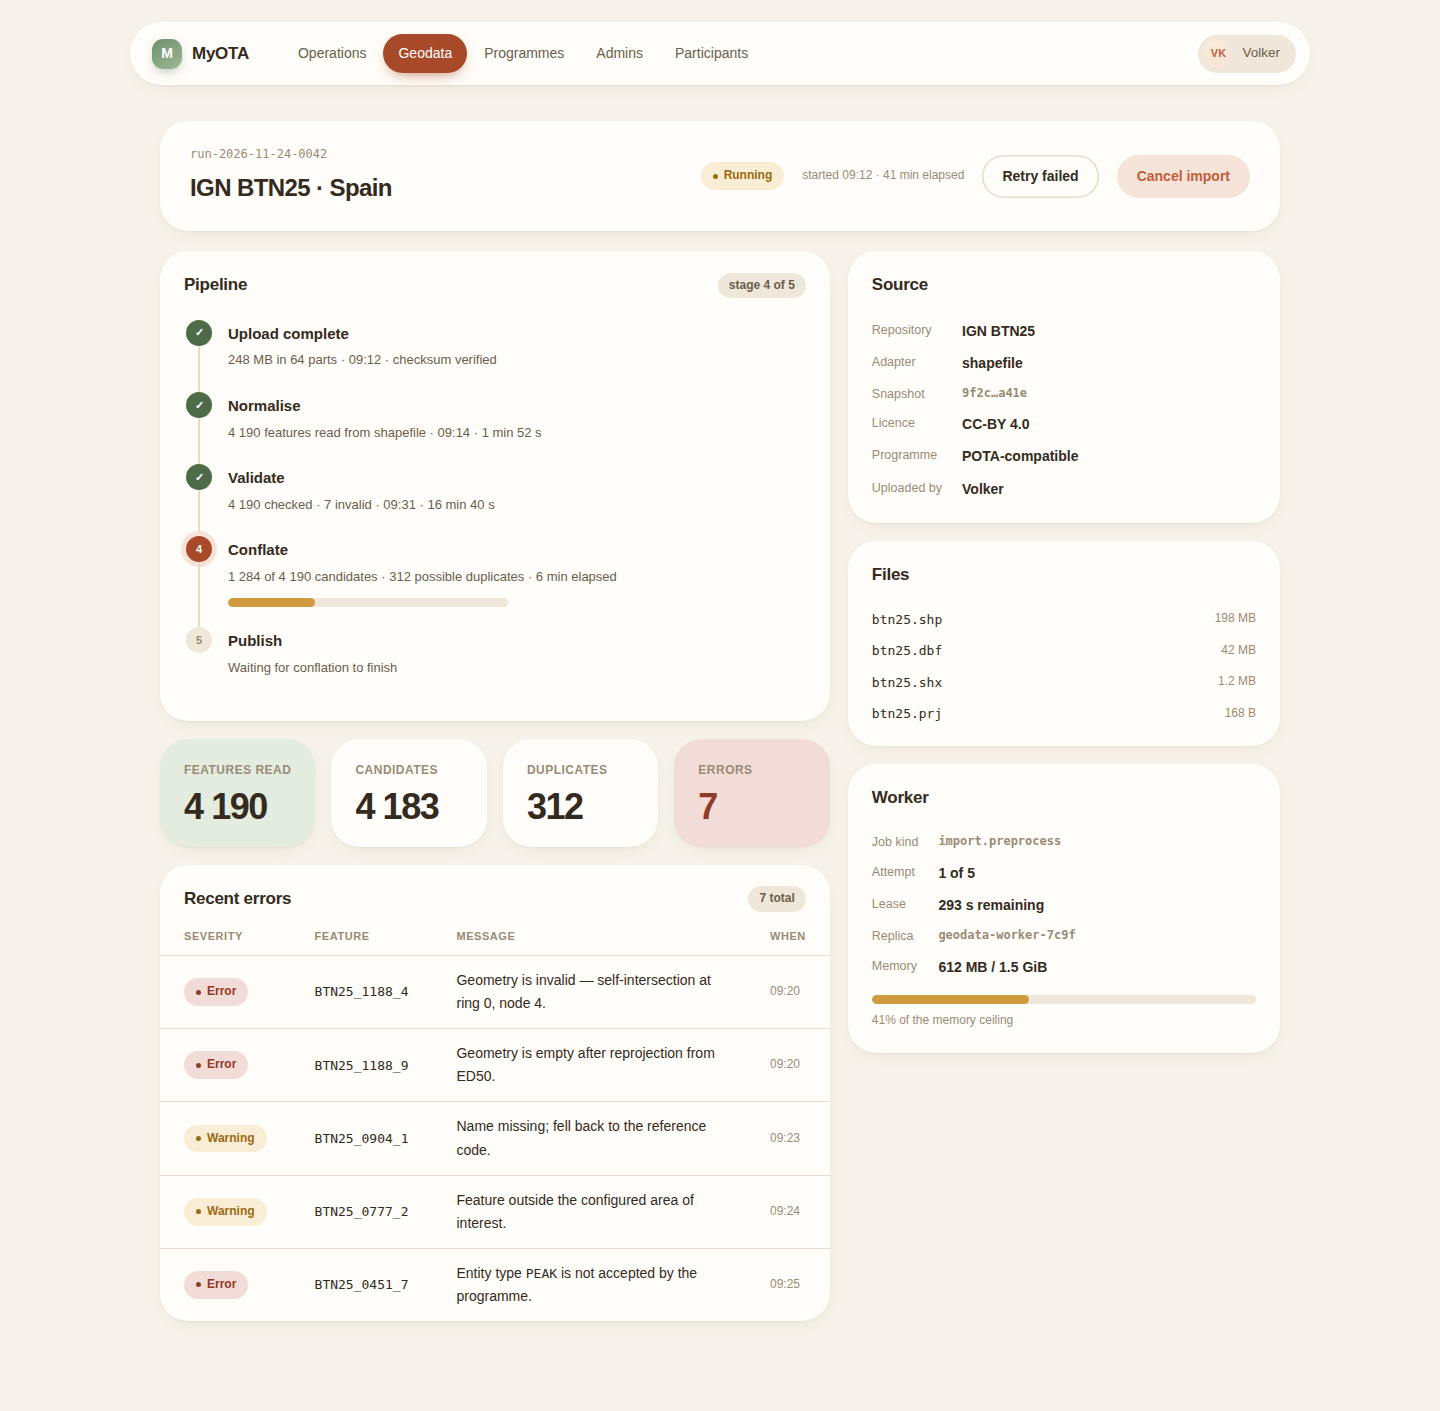 M MyOTA Operations Geodata Programmes Admins Participants VK Volker
run-2026-11-24-0042
IGN BTN25 · Spain
Running started 09:12 · 41 min elapsed Retry failed Cancel import
Pipeline stage 4 of 5
✓ Upload complete
248 MB in 64 parts · 09:12 · checksum verified
✓ Normalise
4 190 features read from shapefile · 09:14 · 1 min 52 s
✓ Validate
4 190 checked · 7 invalid · 09:31 · 16 min 40 s
4 Conflate
1 284 of 4 190 candidates · 312 possible duplicates · 6 min elapsed
5 Publish
Waiting for conflation to finish
FEATURES READ
4 190
CANDIDATES
4 183
DUPLICATES
312
ERRORS
7
Recent errors 7 total
SEVERITY FEATURE MESSAGE WHEN
Error BTN25_1188_4 Geometry is invalid — self-intersection at
ring 0, node 4. 09:20
Error BTN25_1188_9 Geometry is empty after reprojection from
ED50. 09:20
Warning BTN25_0904_1 Name missing; fell back to the reference
code. 09:23
Warning BTN25_0777_2 Feature outside the configured area of
interest. 09:24
Error BTN25_0451_7 Entity type PEAK is not accepted by the
programme. 09:25
Source
Repository IGN BTN25
Adapter shapefile
Snapshot 9f2c…a41e
Licence CC-BY 4.0
Programme POTA-compatible
Uploaded by Volker
Files
btn25.shp 198 MB
btn25.dbf 42 MB
btn25.shx 1.2 MB
btn25.prj 168 B
Worker
Job kind import.preprocess
Attempt 1 of 5
Lease 293 s remaining
Replica geodata-worker-7c9f
Memory 612 MB / 1.5 GiB
41% of the memory ceiling